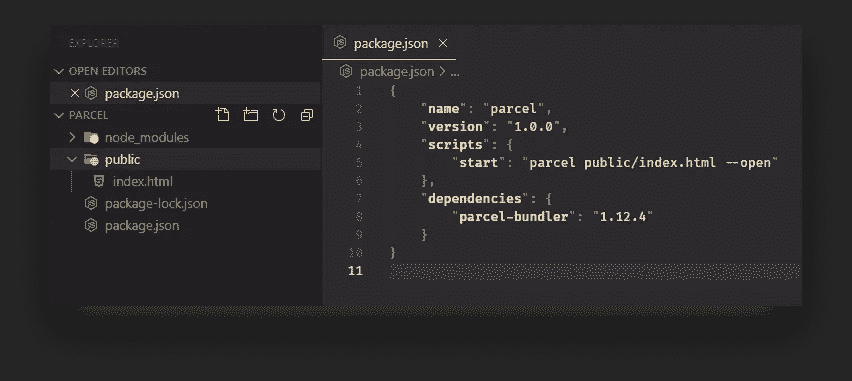 EXPLORER
OPEN EDITORS
package.json
PARCEL
node_modules
public
index.html
package-lock.json
package.json
package.json
package.json > ...
1 {
2 "name": "parcel",
3 "version": "1.0.0",
4 "scripts": {
5 "start": "parcel public/index.html --open"
6 },
7 "dependencies": {
8 "parcel-bundler": "1.12.4"
9 }
10 }
11